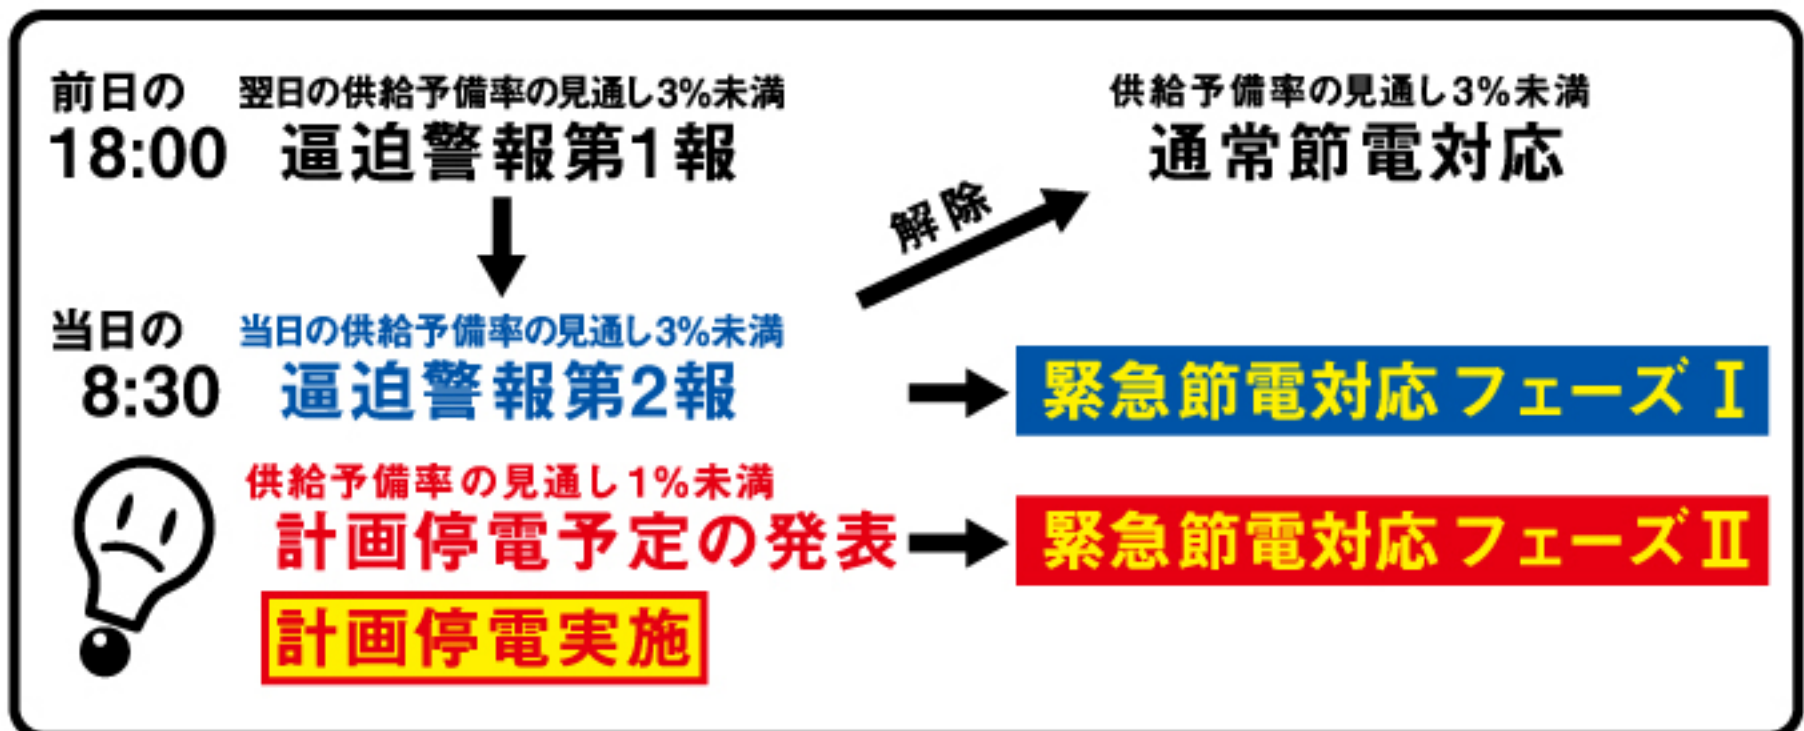 前日の
18:00
翌日の供給予備率の見通し3%未満
逼迫警報第1報
供給予備率の見通し3%未満
通常節電対応
解除
当日の
8:30
当日の供給予備率の見通し3%未満
逼迫警報第2報
緊急節電対応 フェーズ Ⅰ
供給予備率の見通し1%未満
計画停電予定の発表
緊急節電対応 フェーズ Ⅱ
計画停電実施